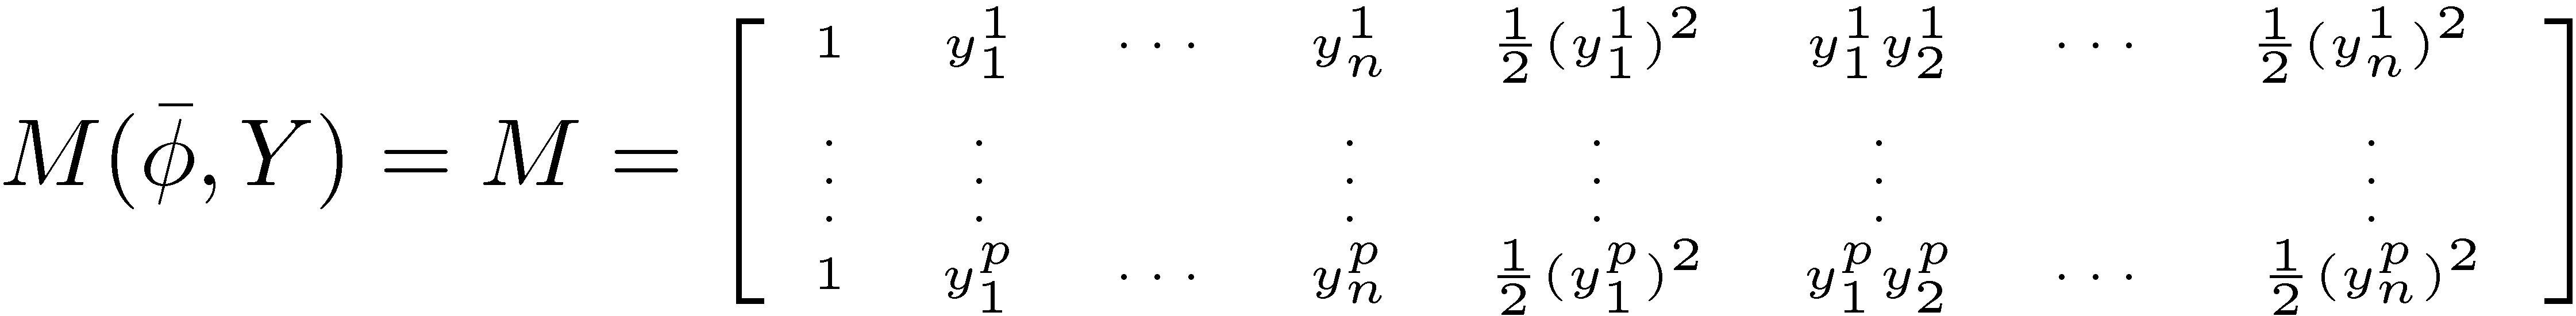 $$M(\bar{\phi}, Y) = M = \begin{bmatrix} 1 & y_1^1 & \cdots & y_n^1 & \frac{1}{2}(y_1^1)^2 & y_1^1 y_2^1 & \cdots & \frac{1}{2}(y_n^1)^2 \\ \vdots & \vdots & & \vdots & \vdots & \vdots & & \vdots \\ 1 & y_1^p & \cdots & y_n^p & \frac{1}{2}(y_1^p)^2 & y_1^p y_2^p & \cdots & \frac{1}{2}(y_n^p)^2 \end{bmatrix}$$